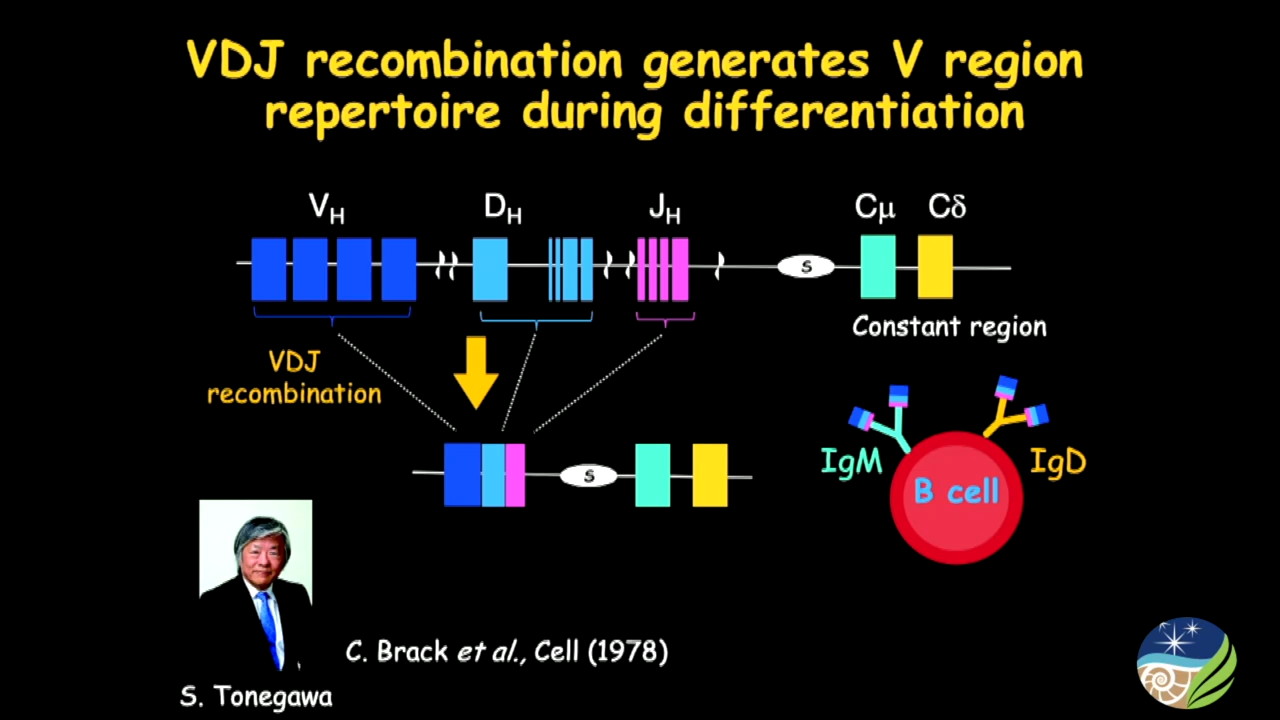 VDJ recombination generates V region
repertoire during differentiation
VH DH JH Cμ Cδ
S
Constant region
VDJ
recombination
IgM IgD
B cell
S
C. Brack et al., Cell (1978)
S. Tonegawa